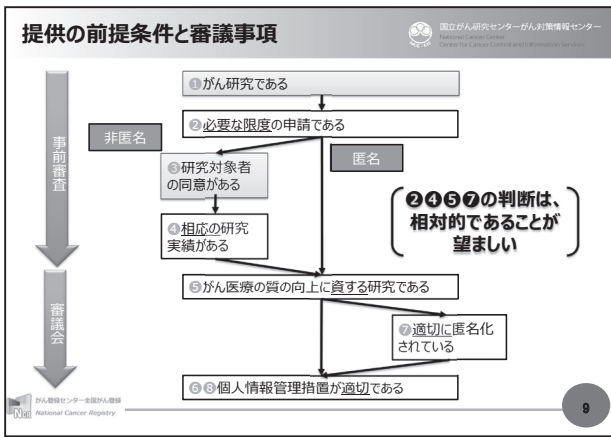 提供の前提条件と審議事項
国立がん研究センターがん対策情報センター
National Cancer Center
Center for Cancer Control and Information Services
事前審査
審議会
❶がん研究である
❷必要な限度の申請である
非匿名
匿名
❸研究対象者
の同意がある
❹相応の研究
実績がある
❷❹❺❼の判断は、
相対的であることが
望ましい
❺がん医療の質の向上に資する研究である
❼適切に匿名化
されている
❻❽個人情報管理措置が適切である
がん登録センター全国がん登録
National Cancer Registry
NCR
9